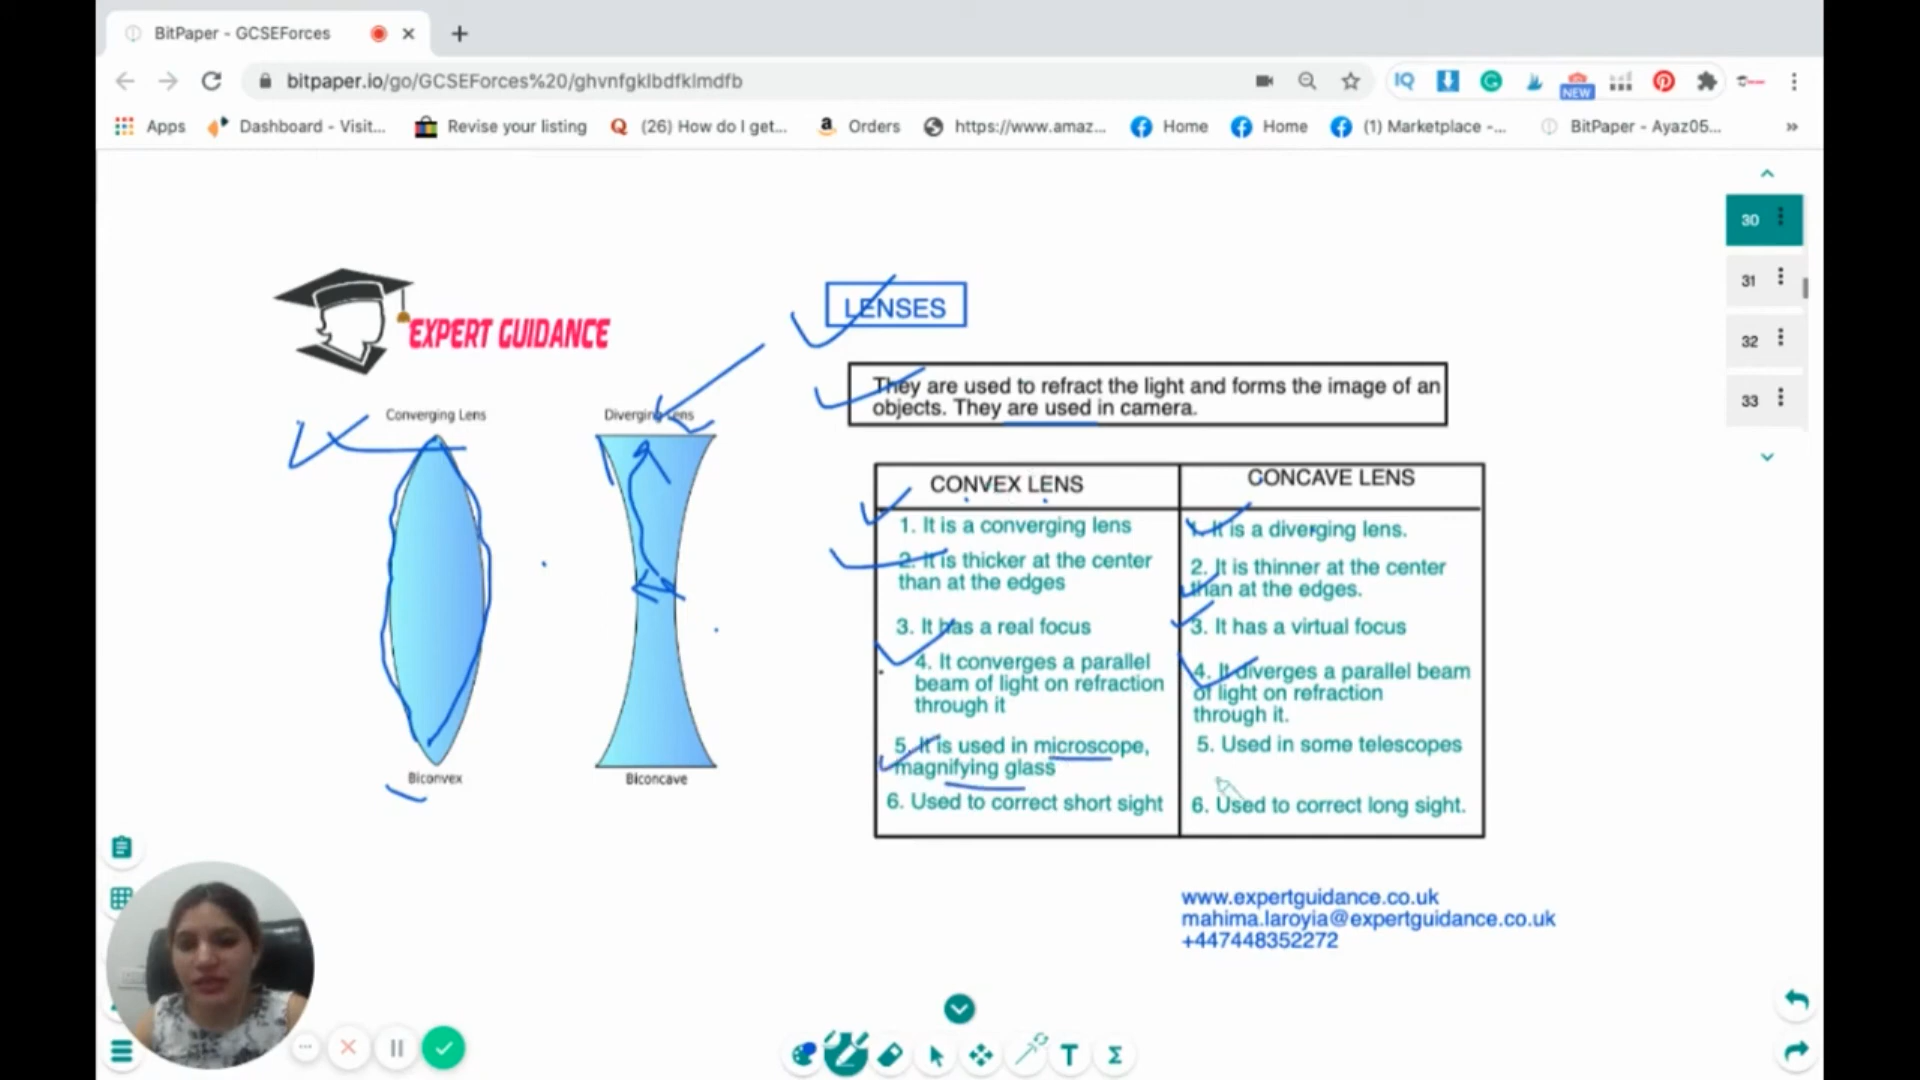 BitPaper - GCSEForces
bitpaper.io/go/GCSEForces%20/ghvnfgklbdfklmdfb
IQ
NEW
Apps
Dashboard - Visit...
Revise your listing
(26) How do I get...
Orders
https://www.amaz...
Home
Home
(1) Marketplace -...
BitPaper - Ayaz05...
»
30
31
32
33
EXPERT GUIDANCE
LENSES
They are used to refract the light and forms the image of an
objects. They are used in camera.
Converging Lens
Diverging Lens
Biconvex
Biconcave
CONVEX LENS
1. It is a converging lens
2. It is thicker at the center
than at the edges
3. It has a real focus
4. It converges a parallel
beam of light on refraction
through it
5. It is used in microscope,
magnifying glass
6. Used to correct short sight
CONCAVE LENS
1. It is a diverging lens.
2. It is thinner at the center
than at the edges.
3. It has a virtual focus
4. It diverges a parallel beam
of light on refraction
through it.
5. Used in some telescopes
6. Used to correct long sight.
www.expertguidance.co.uk
mahima.laroyia@expertguidance.co.uk
+447448352272
T
Σ